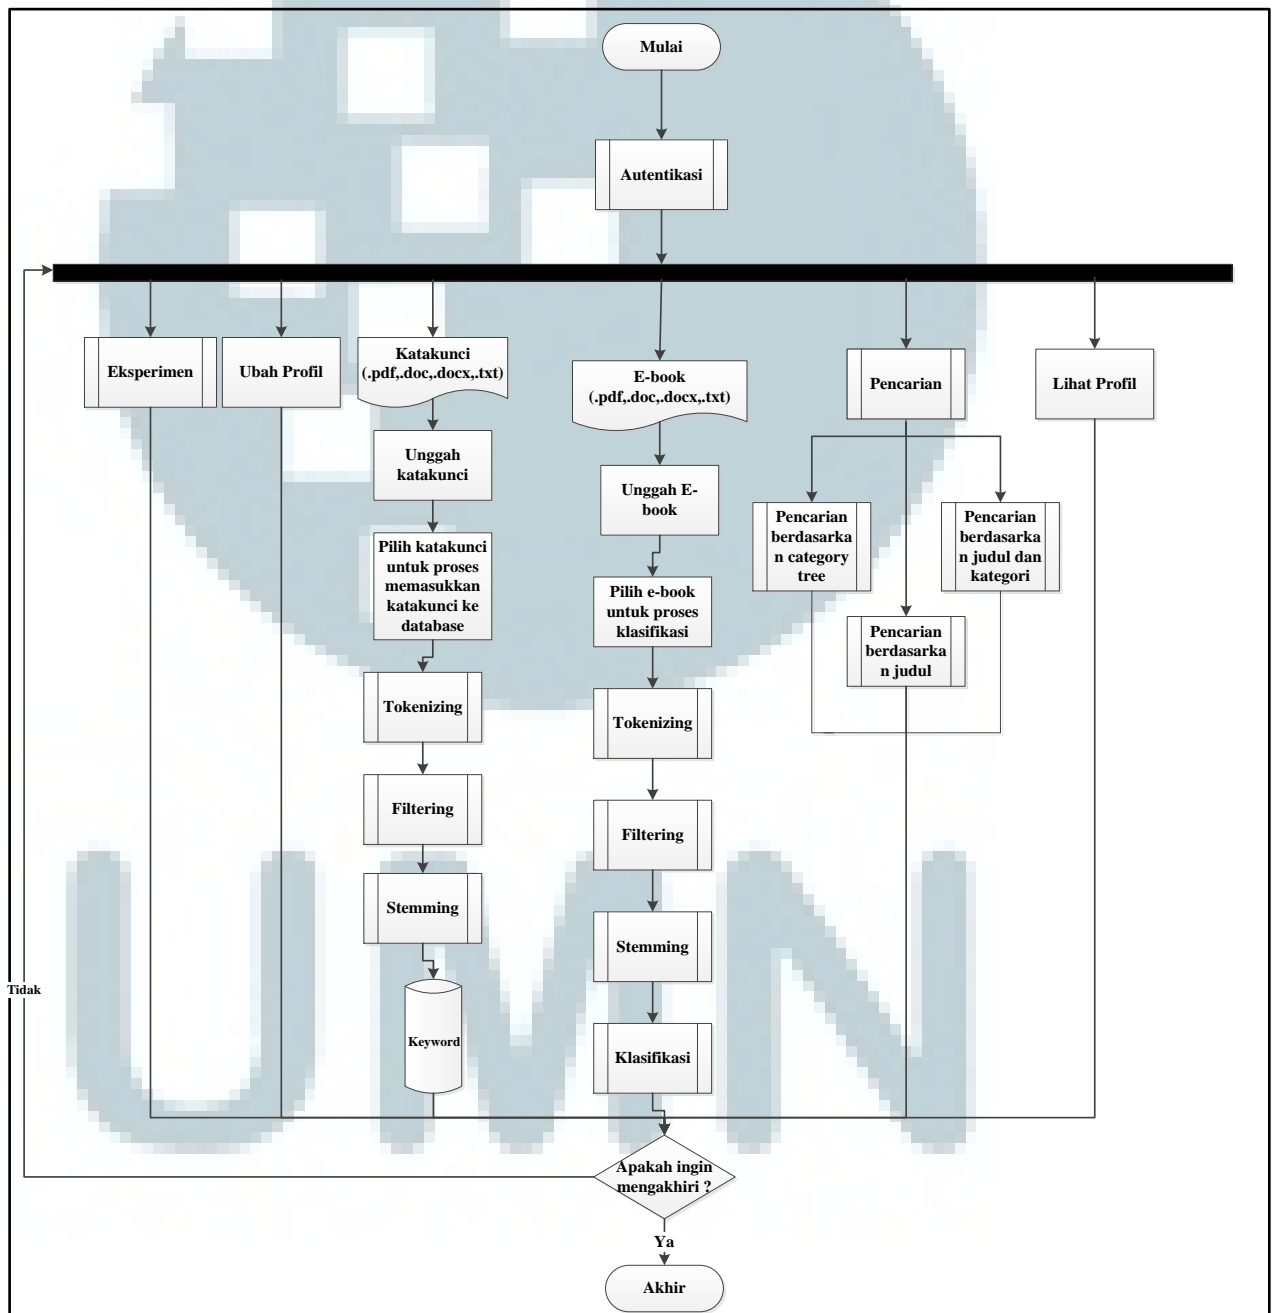 Mulai
Autentikasi
Eksperimen
Ubah Profil
Katakunci
(.pdf,.doc,.docx,.txt)
E-book
(.pdf,.doc,.docx,.txt)
Pencarian
Lihat Profil
Unggah
katakunci
Unggah E-
book
Pencarian
berdasarka
n category
tree
Pencarian
berdasarka
n judul dan
kategori
Pilih katakunci
untuk proses
memasukkan
katakunci ke
database
Pilih e-book
untuk proses
klasifikasi
Pencarian
berdasarka
n judul
Tokenizing
Tokenizing
Filtering
Filtering
Stemming
Stemming
Tidak
Keyword
Klasifikasi
Apakah ingin
mengakhiri ?
Ya
Akhir
UMN